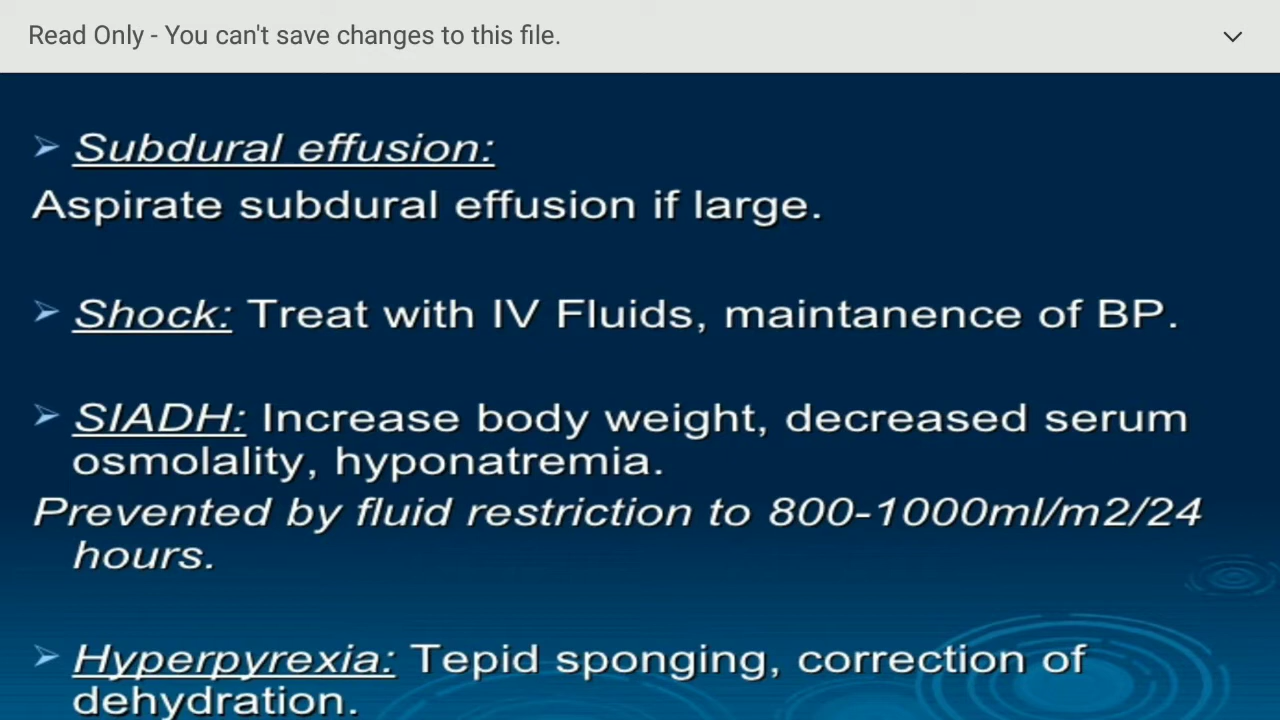 Read Only - You can't save changes to this file.
➢ Subdural effusion:
Aspirate subdural effusion if large.
➢ Shock: Treat with IV Fluids, maintanence of BP.
➢ SIADH: Increase body weight, decreased serum
osmolality, hyponatremia.
Prevented by fluid restriction to 800-1000ml/m2/24
hours.
➢ Hyperpyrexia: Tepid sponging, correction of
dehydration.